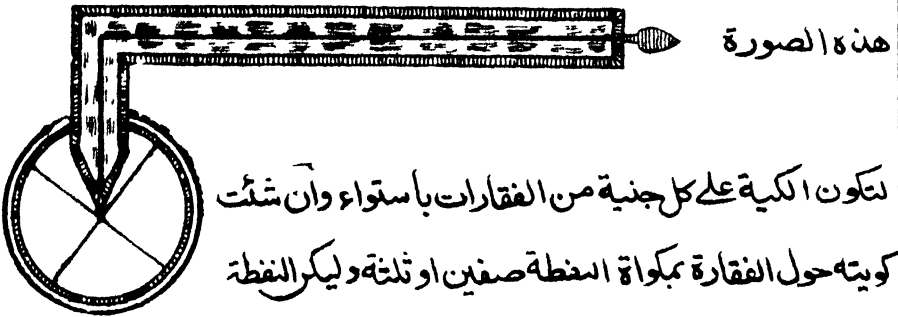 هذه الصورة
لتكون الكية على كل جنبة من الفقارات بأستواء وان شئت
كويته حول الفقارة بمكواة النقطة صفين او ثلثة وليكن النقطة